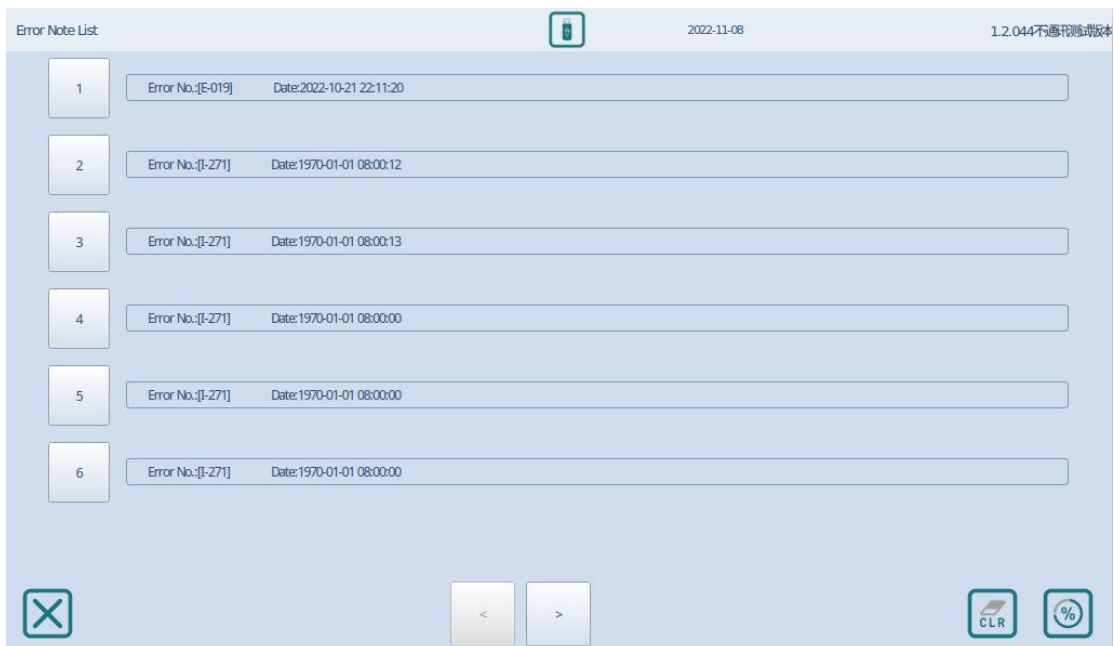 Error Note List
2022-11-08
1.2.044不通讯测试版本
1
Error No.:[E-019] Date:2022-10-21 22:11:20
2
Error No.:[I-271] Date:1970-01-01 08:00:12
3
Error No.:[I-271] Date:1970-01-01 08:00:13
4
Error No.:[I-271] Date:1970-01-01 08:00:00
5
Error No.:[I-271] Date:1970-01-01 08:00:00
6
Error No.:[I-271] Date:1970-01-01 08:00:00
<
>
CLR
%